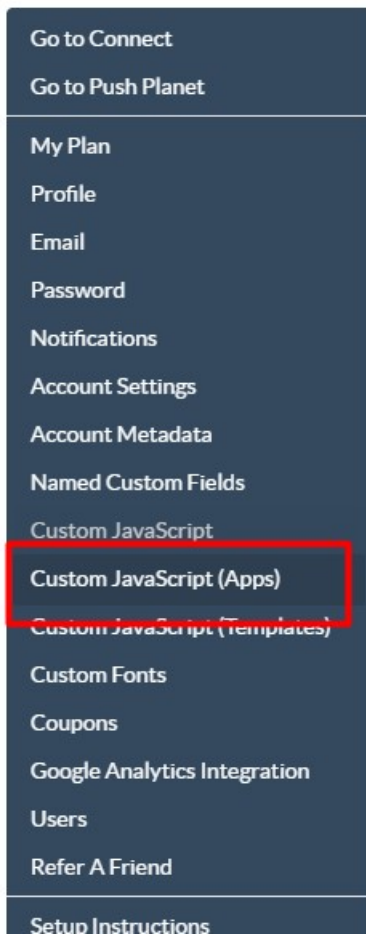 Go to Connect
Go to Push Planet
My Plan
Profile
Email
Password
Notifications
Account Settings
Account Metadata
Named Custom Fields
Custom JavaScript
Custom JavaScript (Apps)
Custom JavaScript (Templates)
Custom Fonts
Coupons
Google Analytics Integration
Users
Refer A Friend
Setup Instructions